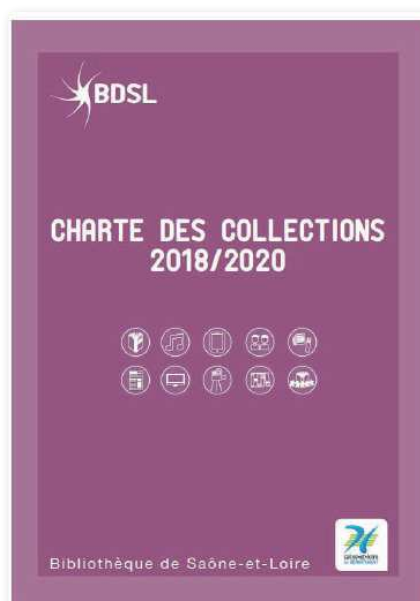 BDSL
CHARTE DES COLLECTIONS
2018/2020
Bibliothèque de Saône-et-Loire